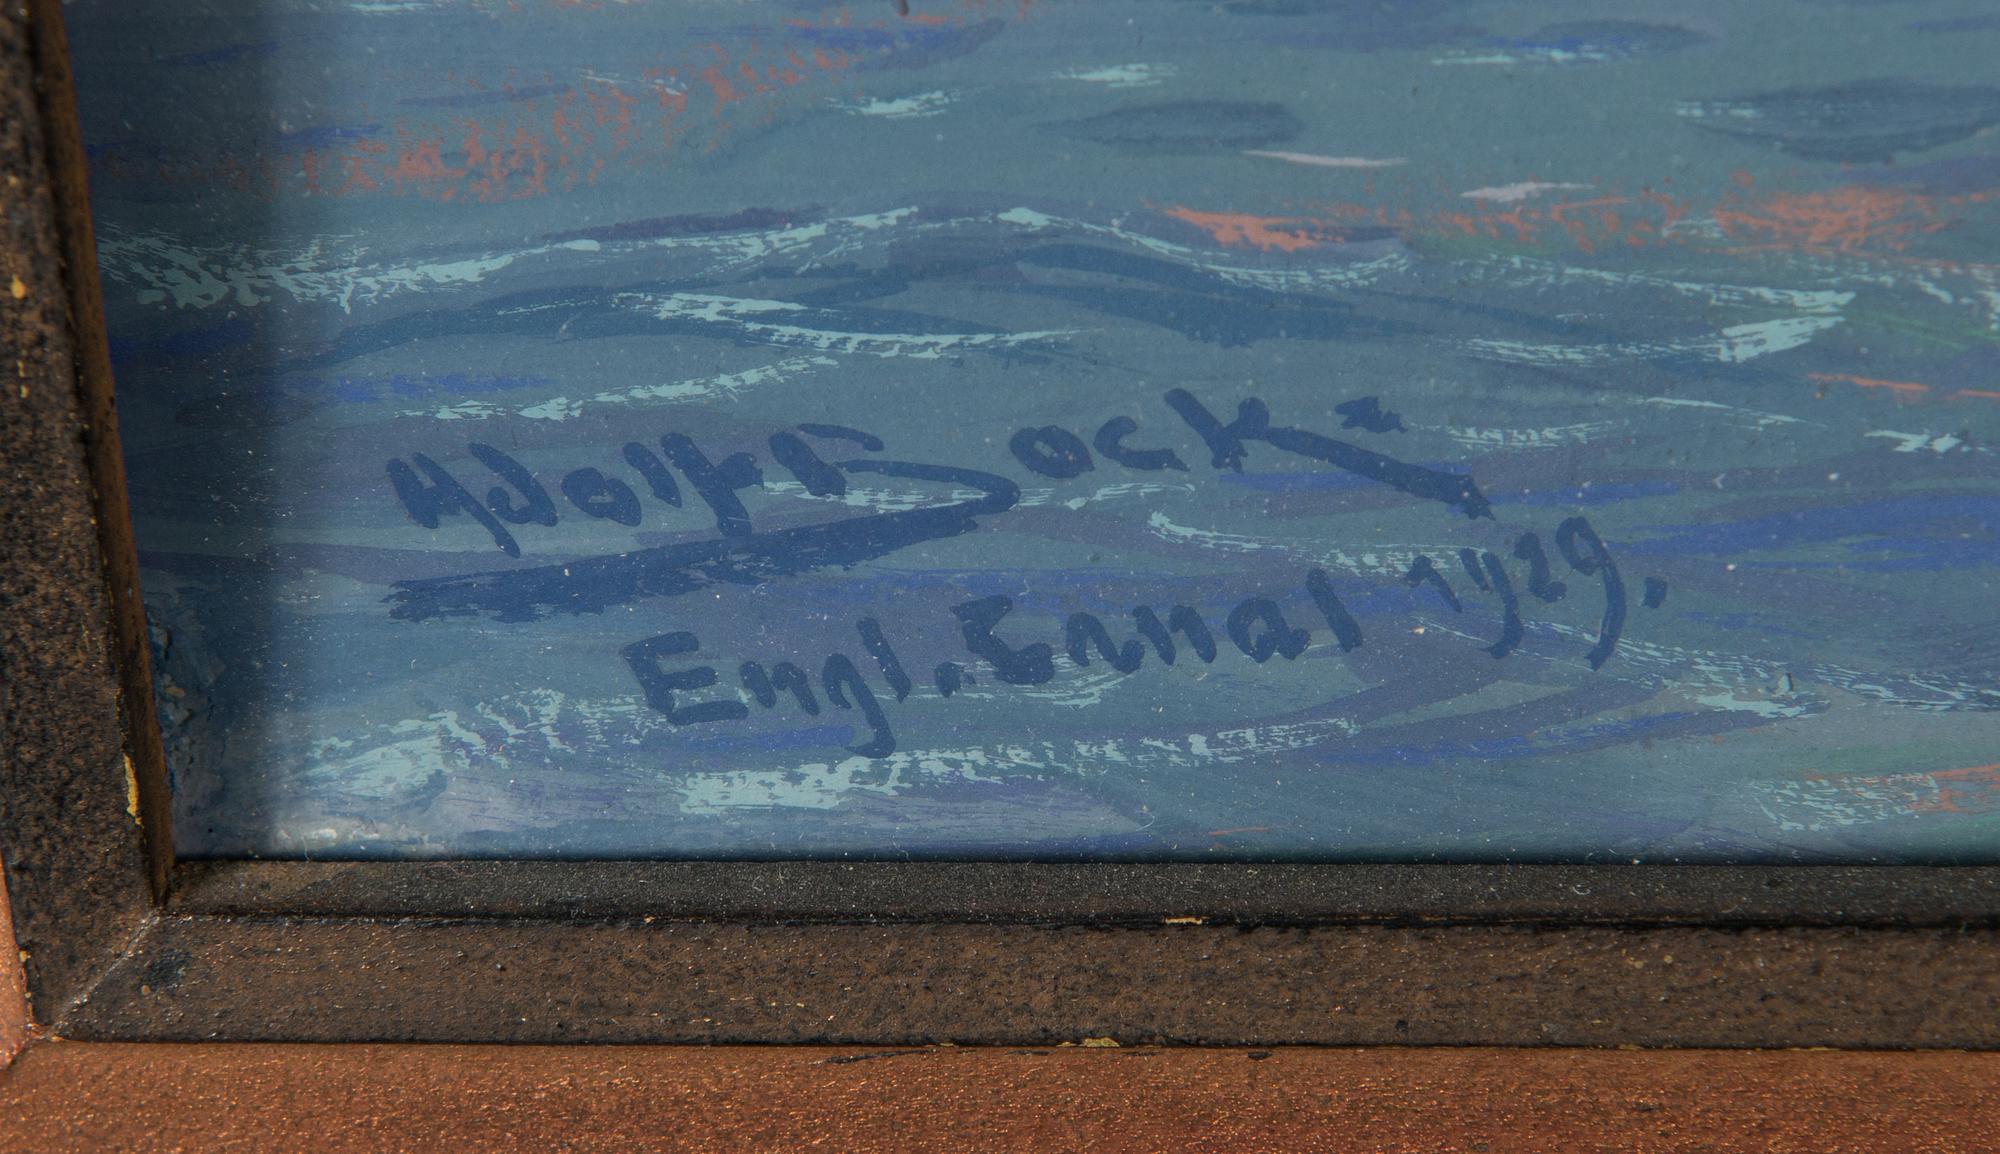 Adolf Bock
Engl. Canal 1929.